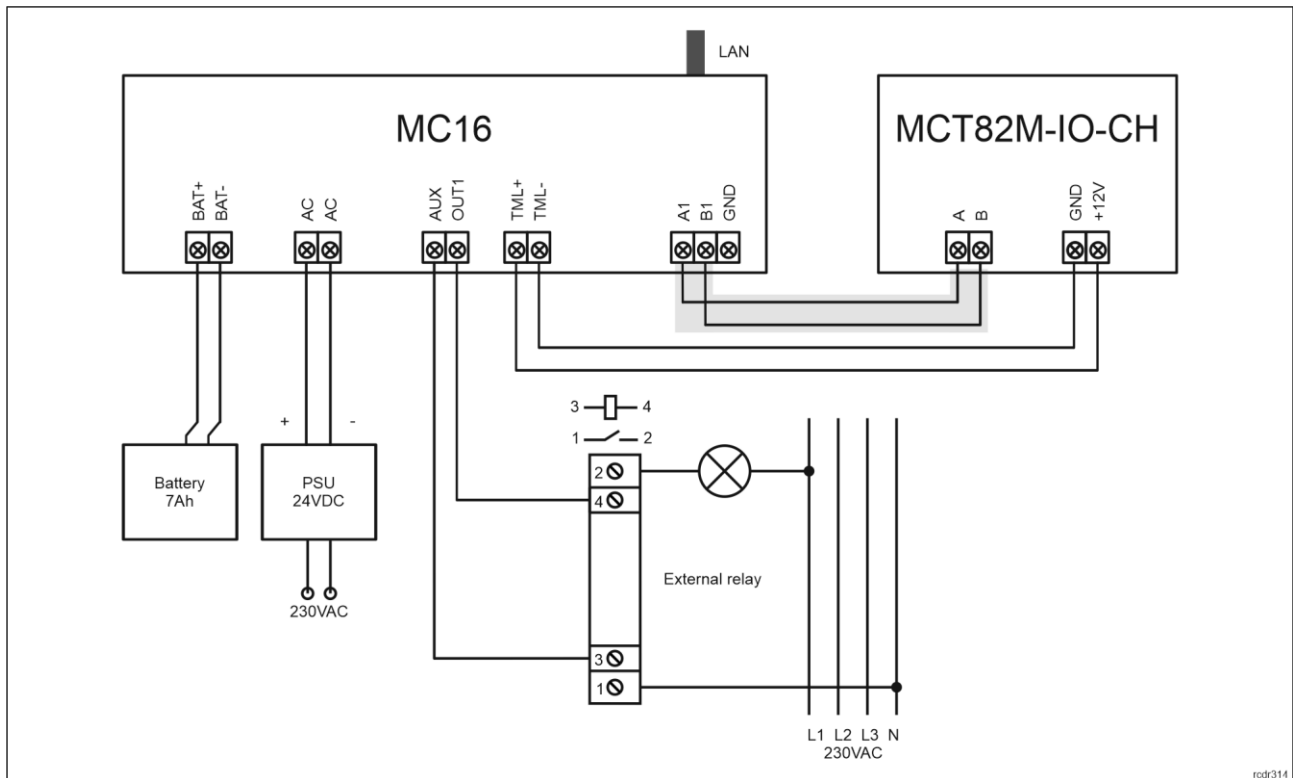 LAN
MC16
MCT82M-IO-CH
BAT+
BAT-
AC
AC
AUX
OUT1
TML+
TML-
A1
B1
GND
A
B
GND
+12V
3 4
1 2
+ -
Battery
7Ah
PSU
24VDC
230VAC
2
4
External relay
3
1
L1 L2 L3 N
230VAC
rcdr314